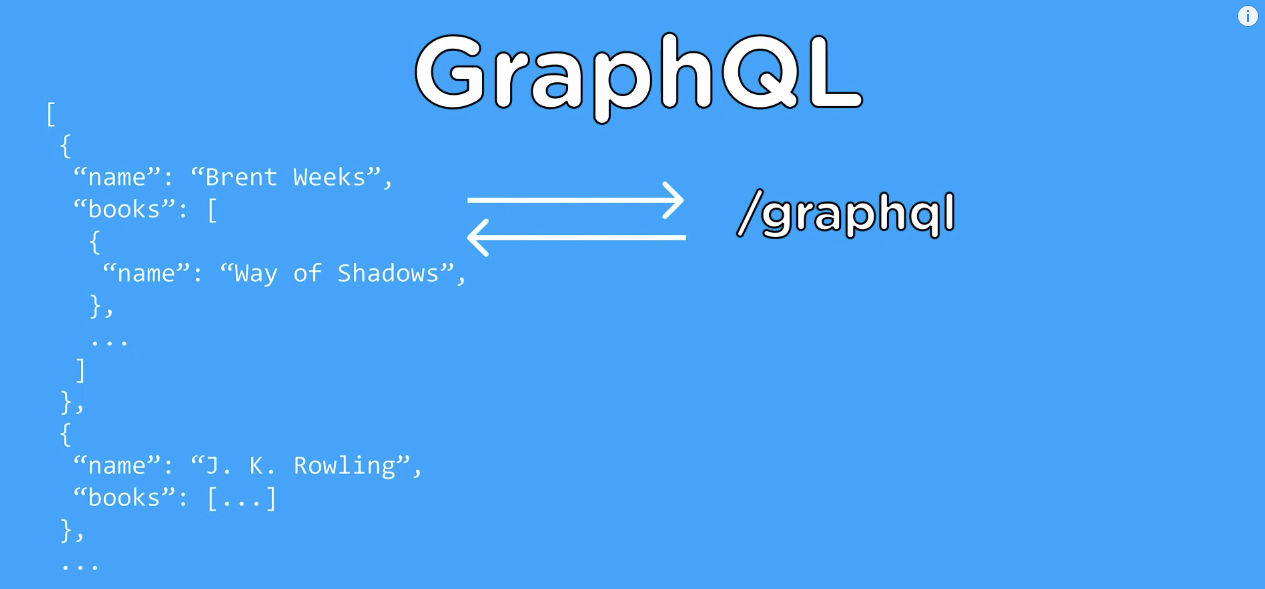 GraphQL
[
{
“name”: “Brent Weeks”,
“books”: [
{
“name”: “Way of Shadows”,
},
...
]
},
{
“name”: “J. K. Rowling”,
“books”: [...]
},
...
/graphql
i